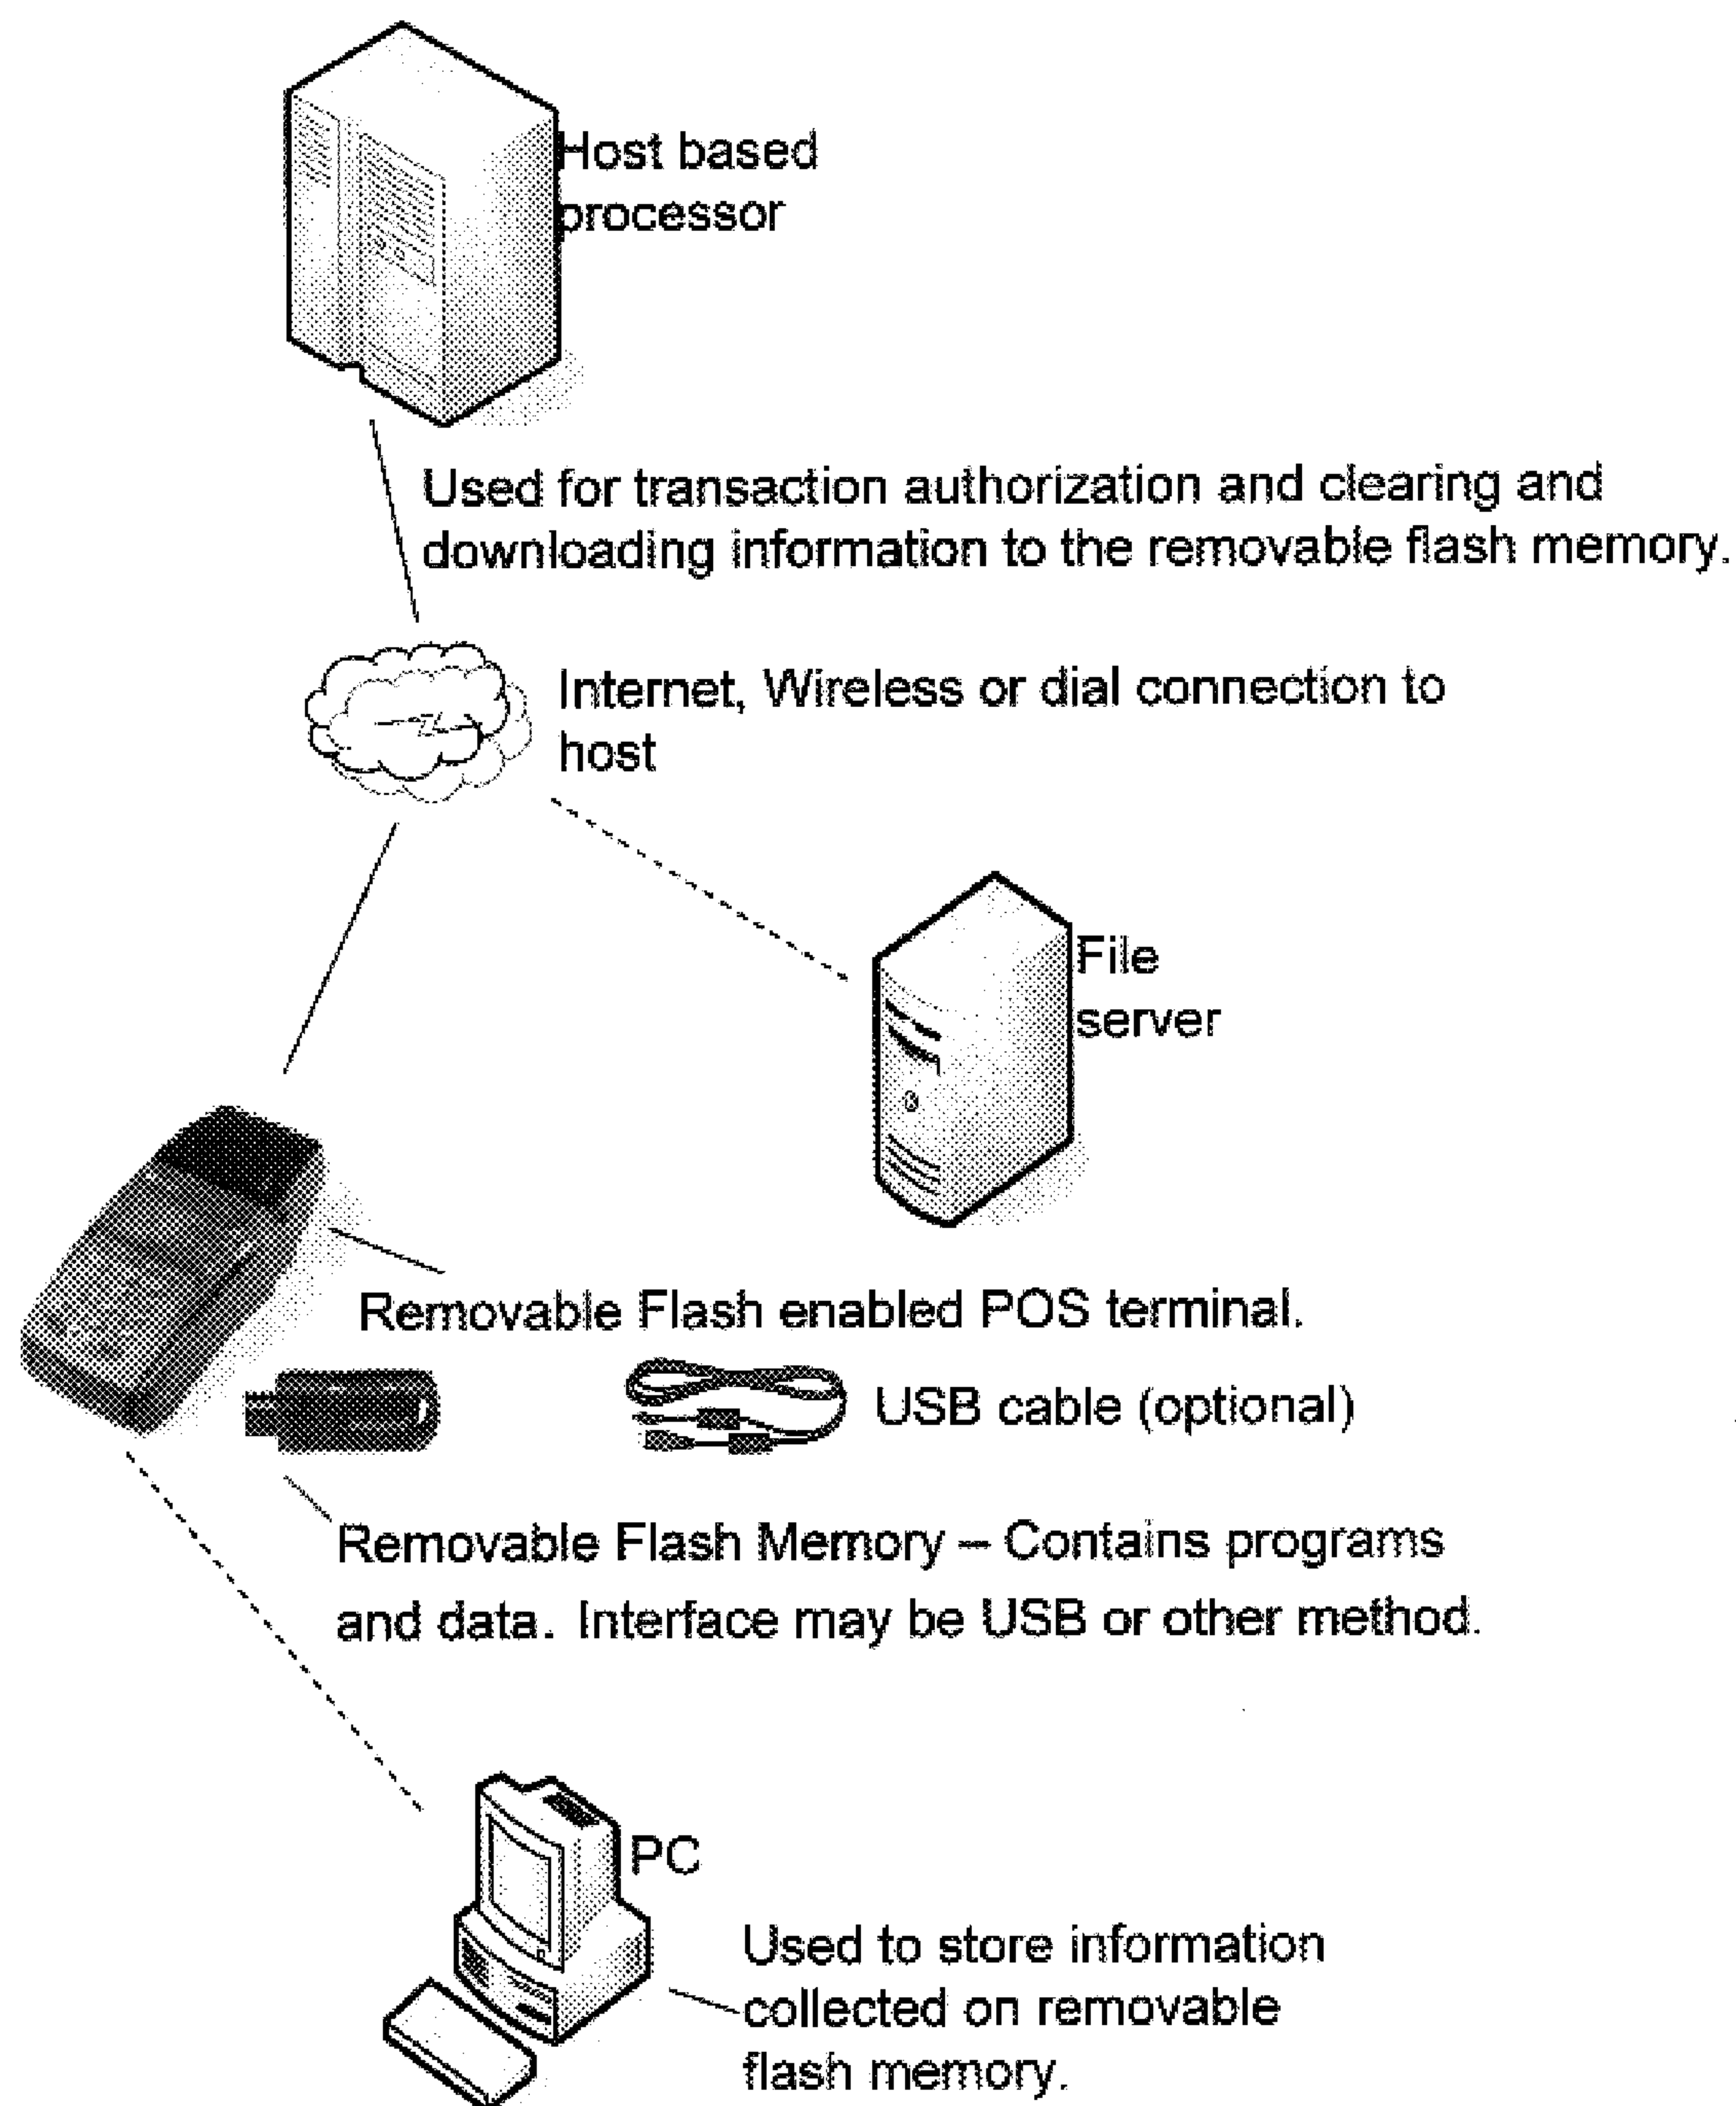 Host based
processor
Used for transaction authorization and clearing and
downloading information to the removable flash memory.
Internet, Wireless or dial connection to
host
File
server
Removable Flash enabled POS terminal.
USB cable (optional)
Removable Flash Memory – Contains programs
and data. Interface may be USB or other method.
PC
Used to store information
collected on removable
flash memory.